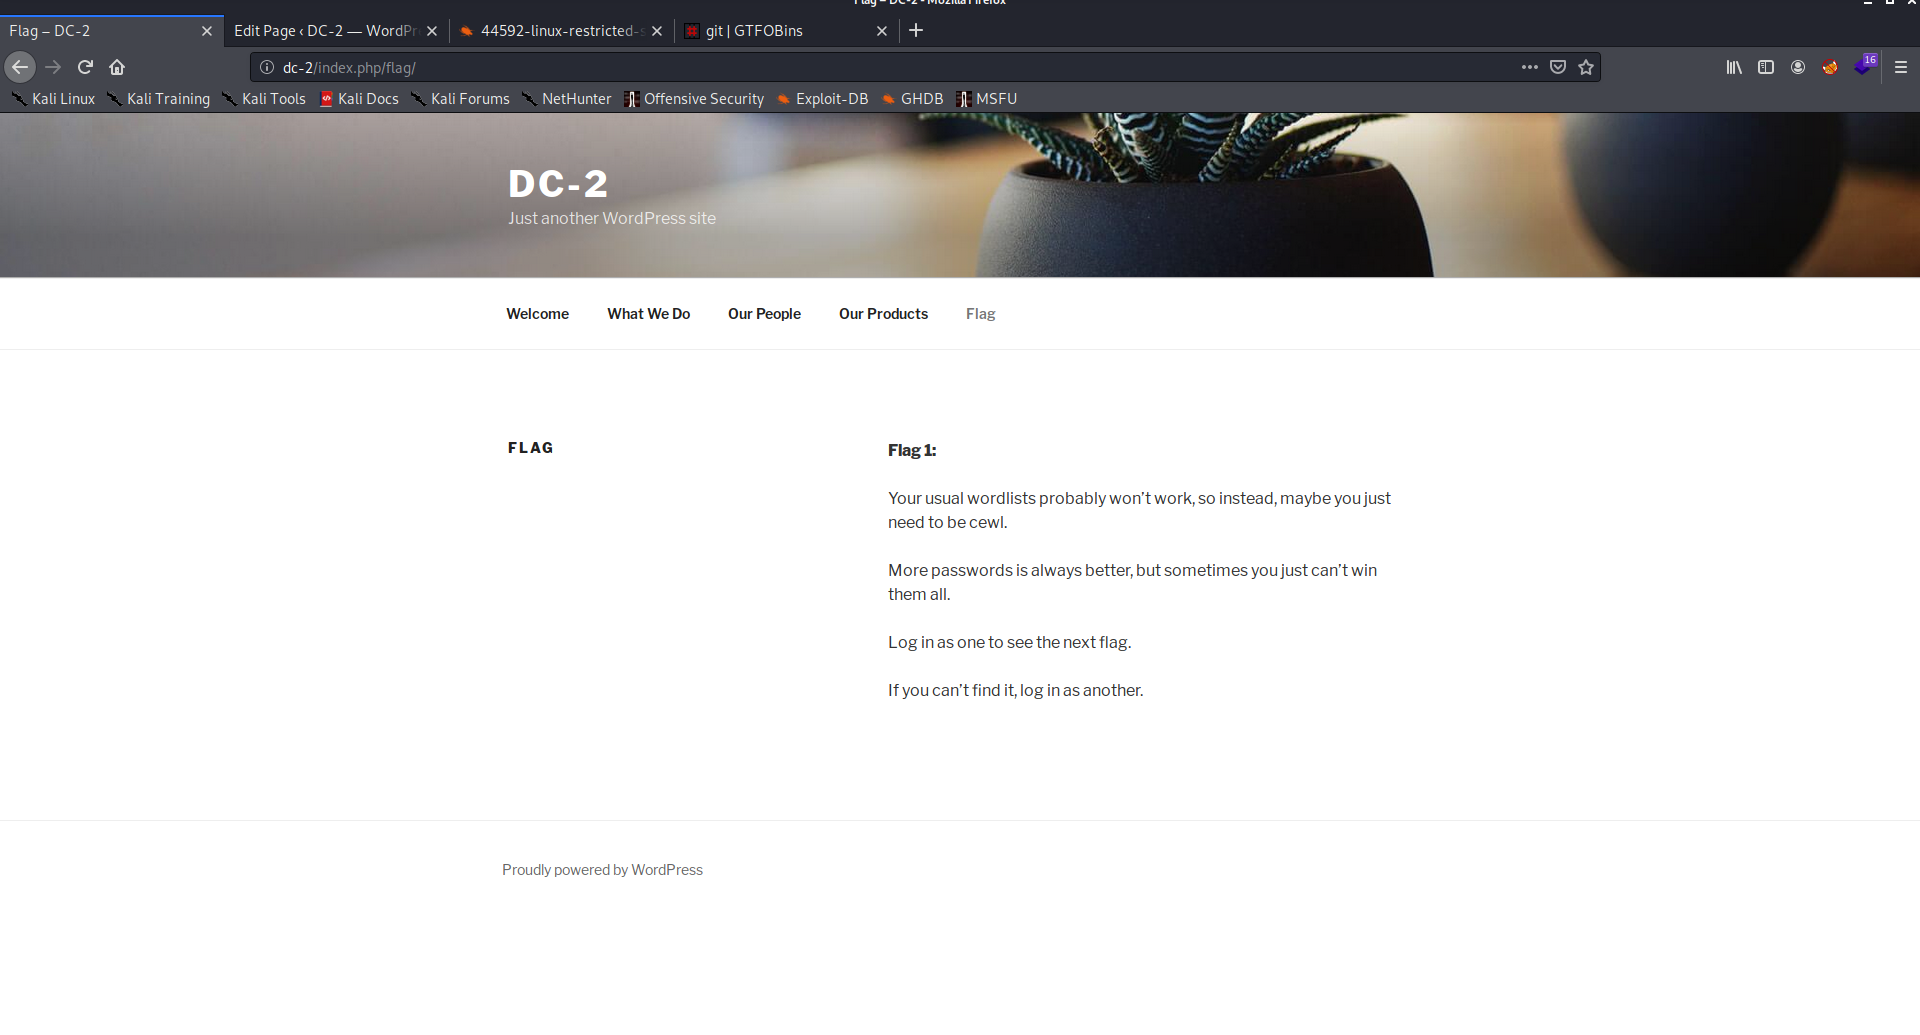 Flag – DC-2 - Mozilla Firefox
Flag – DC-2
Edit Page ‹ DC-2 — WordPr
44592-linux-restricted-s
git | GTFOBins
dc-2/index.php/flag/
16
Kali Linux
Kali Training
Kali Tools
Kali Docs
Kali Forums
NetHunter
Offensive Security
Exploit-DB
GHDB
MSFU
DC-2
Just another WordPress site
Welcome
What We Do
Our People
Our Products
Flag
FLAG
Flag 1:
Your usual wordlists probably won’t work, so instead, maybe you just
need to be cewl.
More passwords is always better, but sometimes you just can’t win
them all.
Log in as one to see the next flag.
If you can’t find it, log in as another.
Proudly powered by WordPress